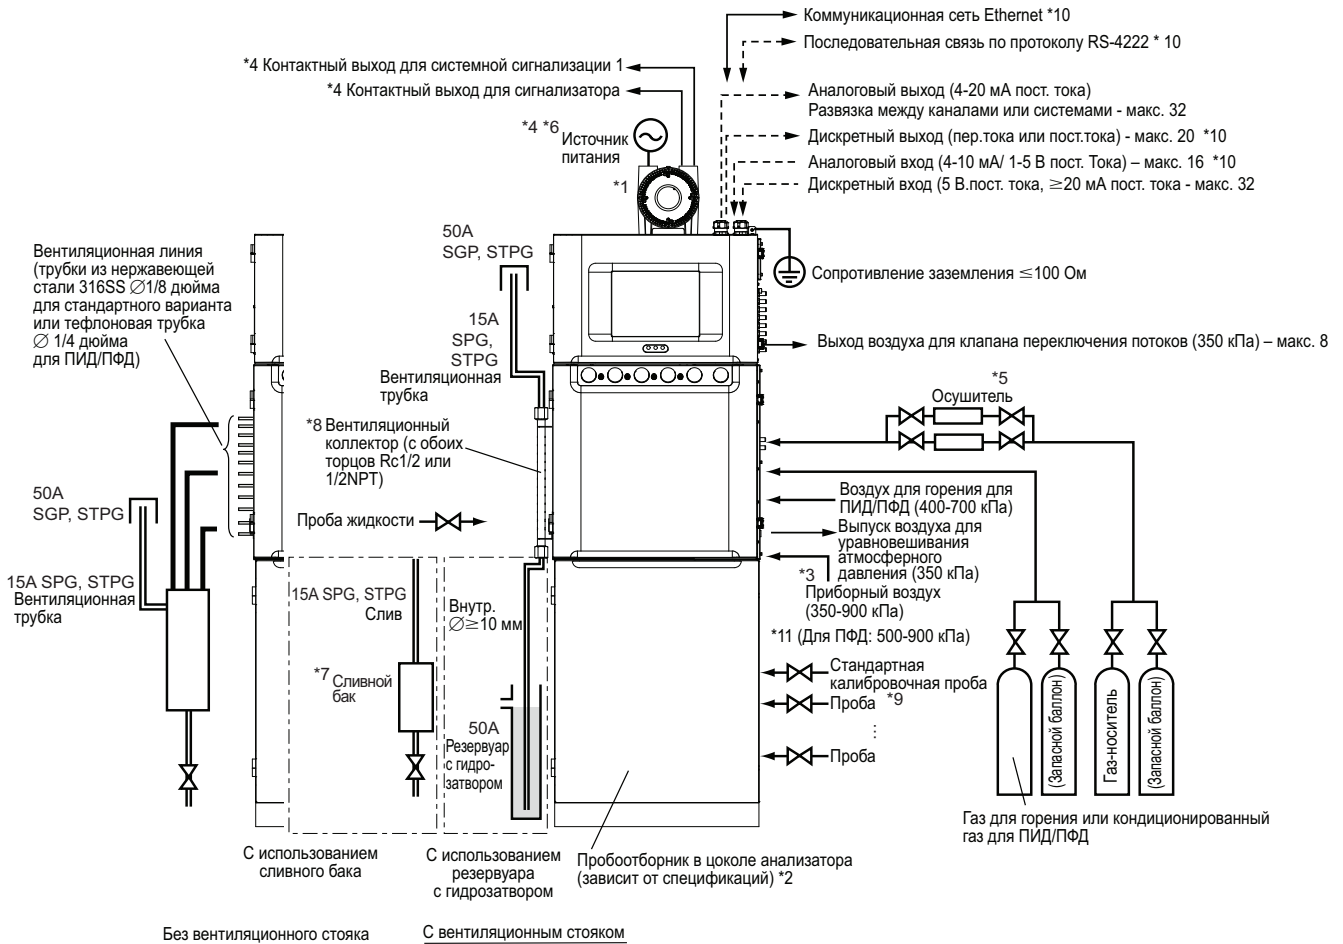 Коммуникационная сеть Ethernet *10
Последовательная связь по протоколу RS-4222 * 10
*4 Контактный выход для системной сигнализации 1
*4 Контактный выход для сигнализатора
Аналоговый выход (4-20 мА пост. тока)
Развязка между каналами или системами - макс. 32
*4 *6
Источник
питания
Дискретный выход (пер.тока или пост.тока) - макс. 20 *10
Аналоговый вход (4-10 мА/ 1-5 В пост. Тока) – макс. 16 *10
Дискретный вход (5 В.пост. тока, ≥20 мА пост. тока - макс. 32
*1
50A
SGP, STPG
Вентиляционная линия
(трубки из нержавеющей
стали 316SS ∅1/8 дюйма
для стандартного варианта
или тефлоновая трубка
∅ 1/4 дюйма
для ПИД/ПФД)
Сопротивление заземления ≤100 Ом
15A
SPG,
STPG
Вентиляционная
трубка
Выход воздуха для клапана переключения потоков (350 кПа) – макс. 8
*5
Осушитель
*8 Вентиляционный
коллектор (с обоих
торцов Rc1/2 или
1/2NPT)
50A
SGP, STPG
Проба жидкости
Воздух для горения для
ПИД/ПФД (400-700 кПа)
Выпуск воздуха для
уравновешивания
атмосферного
давления (350 кПа)
*3
Приборный воздух
(350-900 кПа)
*11 (Для ПФД: 500-900 кПа)
15A SPG, STPG
Вентиляционная
трубка
15A SPG, STPG
Слив
Внутр.
∅≥10 мм
*7 Сливной
бак
50A
Резервуар
с гидро-
затвором
Стандартная
калибровочная проба
Проба *9
⋮
Проба
(Запасной баллон)
Газ-носитель
(Запасной баллон)
Газ для горения или кондиционированный
газ для ПИД/ПФД
С использованием
сливного бака
С использованием
резервуара
с гидрозатвором
Пробоотборник в цоколе анализатора
(зависит от спецификаций) *2
Без вентиляционного стояка
С вентиляционным стояком